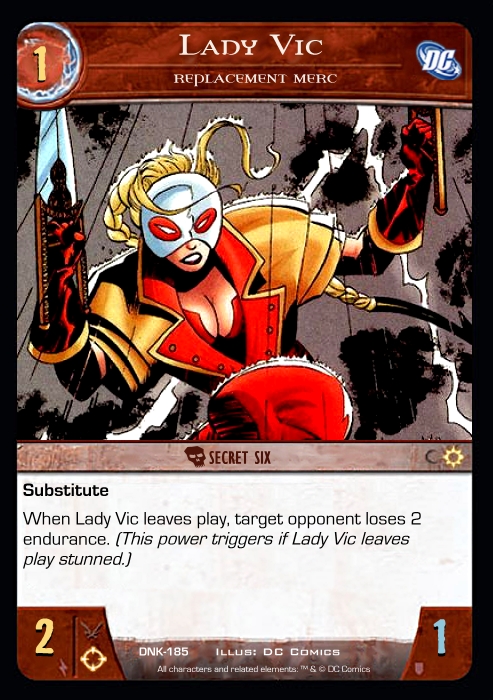 1
LADY VIC
DC
REPLACEMENT MERC
SECRET SIX
C
Substitute
When Lady Vic leaves play, target opponent loses 2
endurance. (This power triggers if Lady Vic leaves
play stunned.)
2
1
DNK-185 ILLUS: DC COMICS
All characters and related elements: ™ & © DC Comics